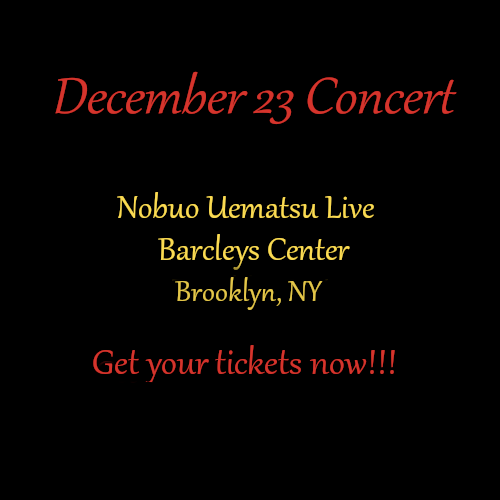 December 23 Concert
Nobuo Uematsu Live
Barcleys Center
Brooklyn, NY
Get your tickets now!!!